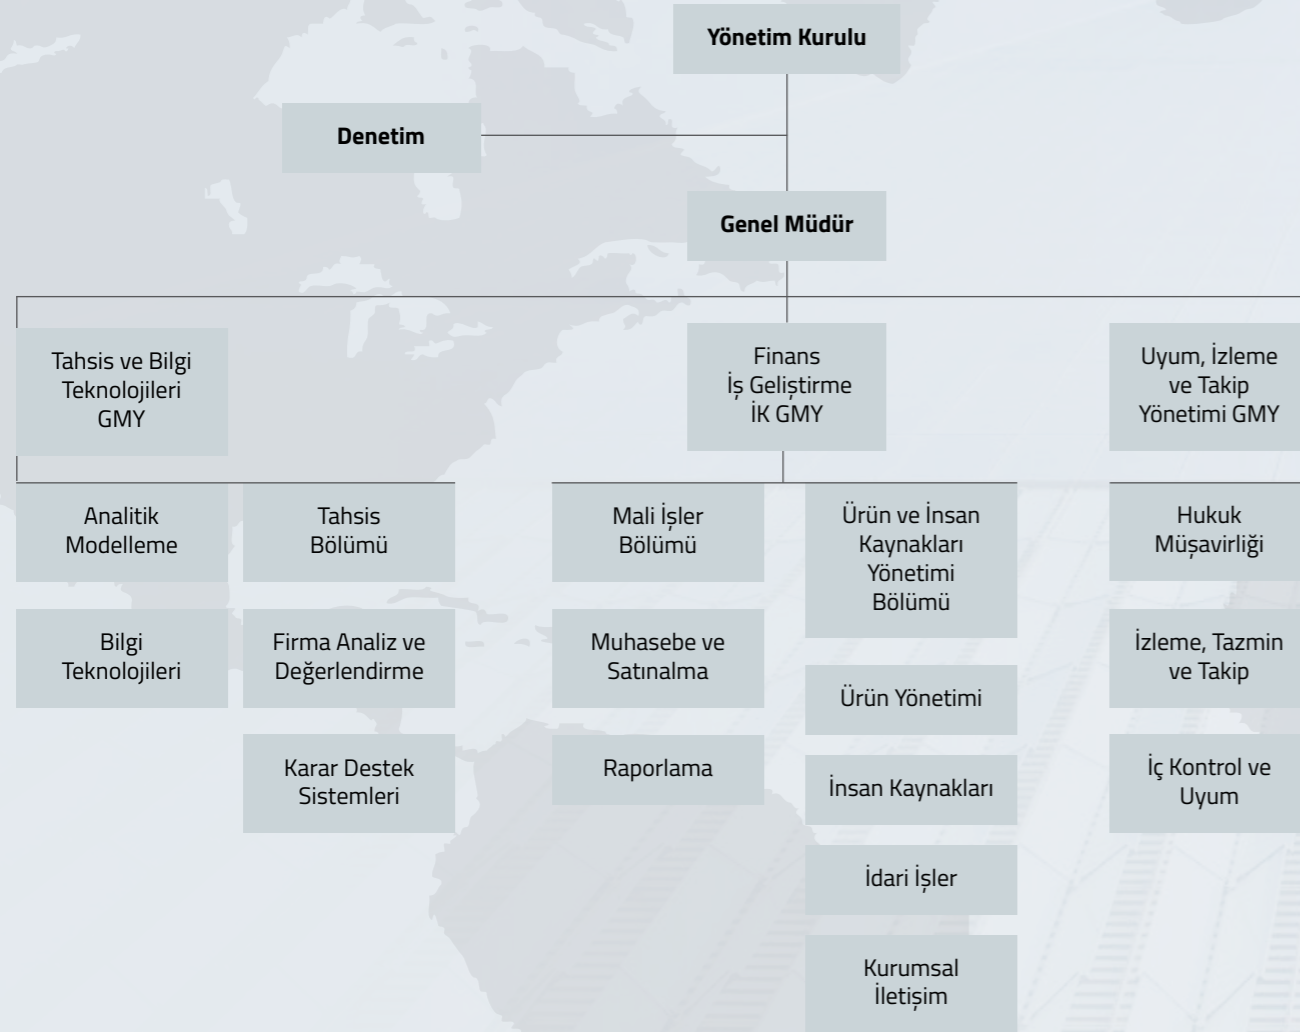 Yönetim Kurulu
Denetim
Genel Müdür
Tahsis ve Bilgi
Teknolojileri
GMY
Finans
İş Geliştirme
İK GMY
Uyum, İzleme
ve Takip
Yönetimi GMY
Analitik
Modelleme
Bilgi
Teknolojileri
Tahsis
Bölümü
Firma Analiz ve
Değerlendirme
Karar Destek
Sistemleri
Mali İşler
Bölümü
Muhasebe ve
Satınalma
Raporlama
Ürün ve İnsan
Kaynakları
Yönetimi
Bölümü
Ürün Yönetimi
İnsan Kaynakları
İdari İşler
Kurumsal
İletişim
Hukuk
Müşavirliği
İzleme, Tazmin
ve Takip
İç Kontrol ve
Uyum